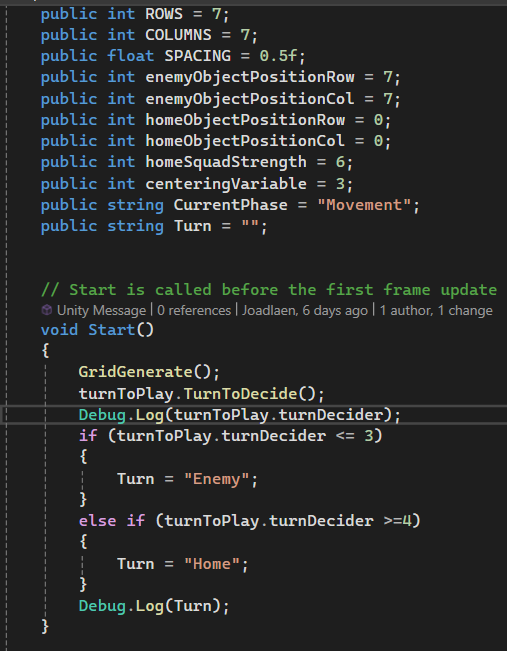 public int ROWS = 7;
public int COLUMNS = 7;
public float SPACING = 0.5f;
public int enemyObjectPositionRow = 7;
public int enemyObjectPositionCol = 7;
public int homeObjectPositionRow = 0;
public int homeObjectPositionCol = 0;
public int homeSquadStrength = 6;
public int centeringVariable = 3;
public string CurrentPhase = "Movement";
public string Turn = "";
// Start is called before the first frame update
Unity Message | 0 references | Joadlaen, 6 days ago | 1 author, 1 change
void Start()
{
GridGenerate();
turnToPlay.TurnToDecide();
Debug.Log(turnToPlay.turnDecider);
if (turnToPlay.turnDecider <= 3)
{
Turn = "Enemy";
}
else if (turnToPlay.turnDecider >=4)
{
Turn = "Home";
}
Debug.Log(Turn);
}